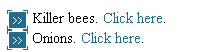 >> Killer bees. Click here.
>> Onions. Click here.